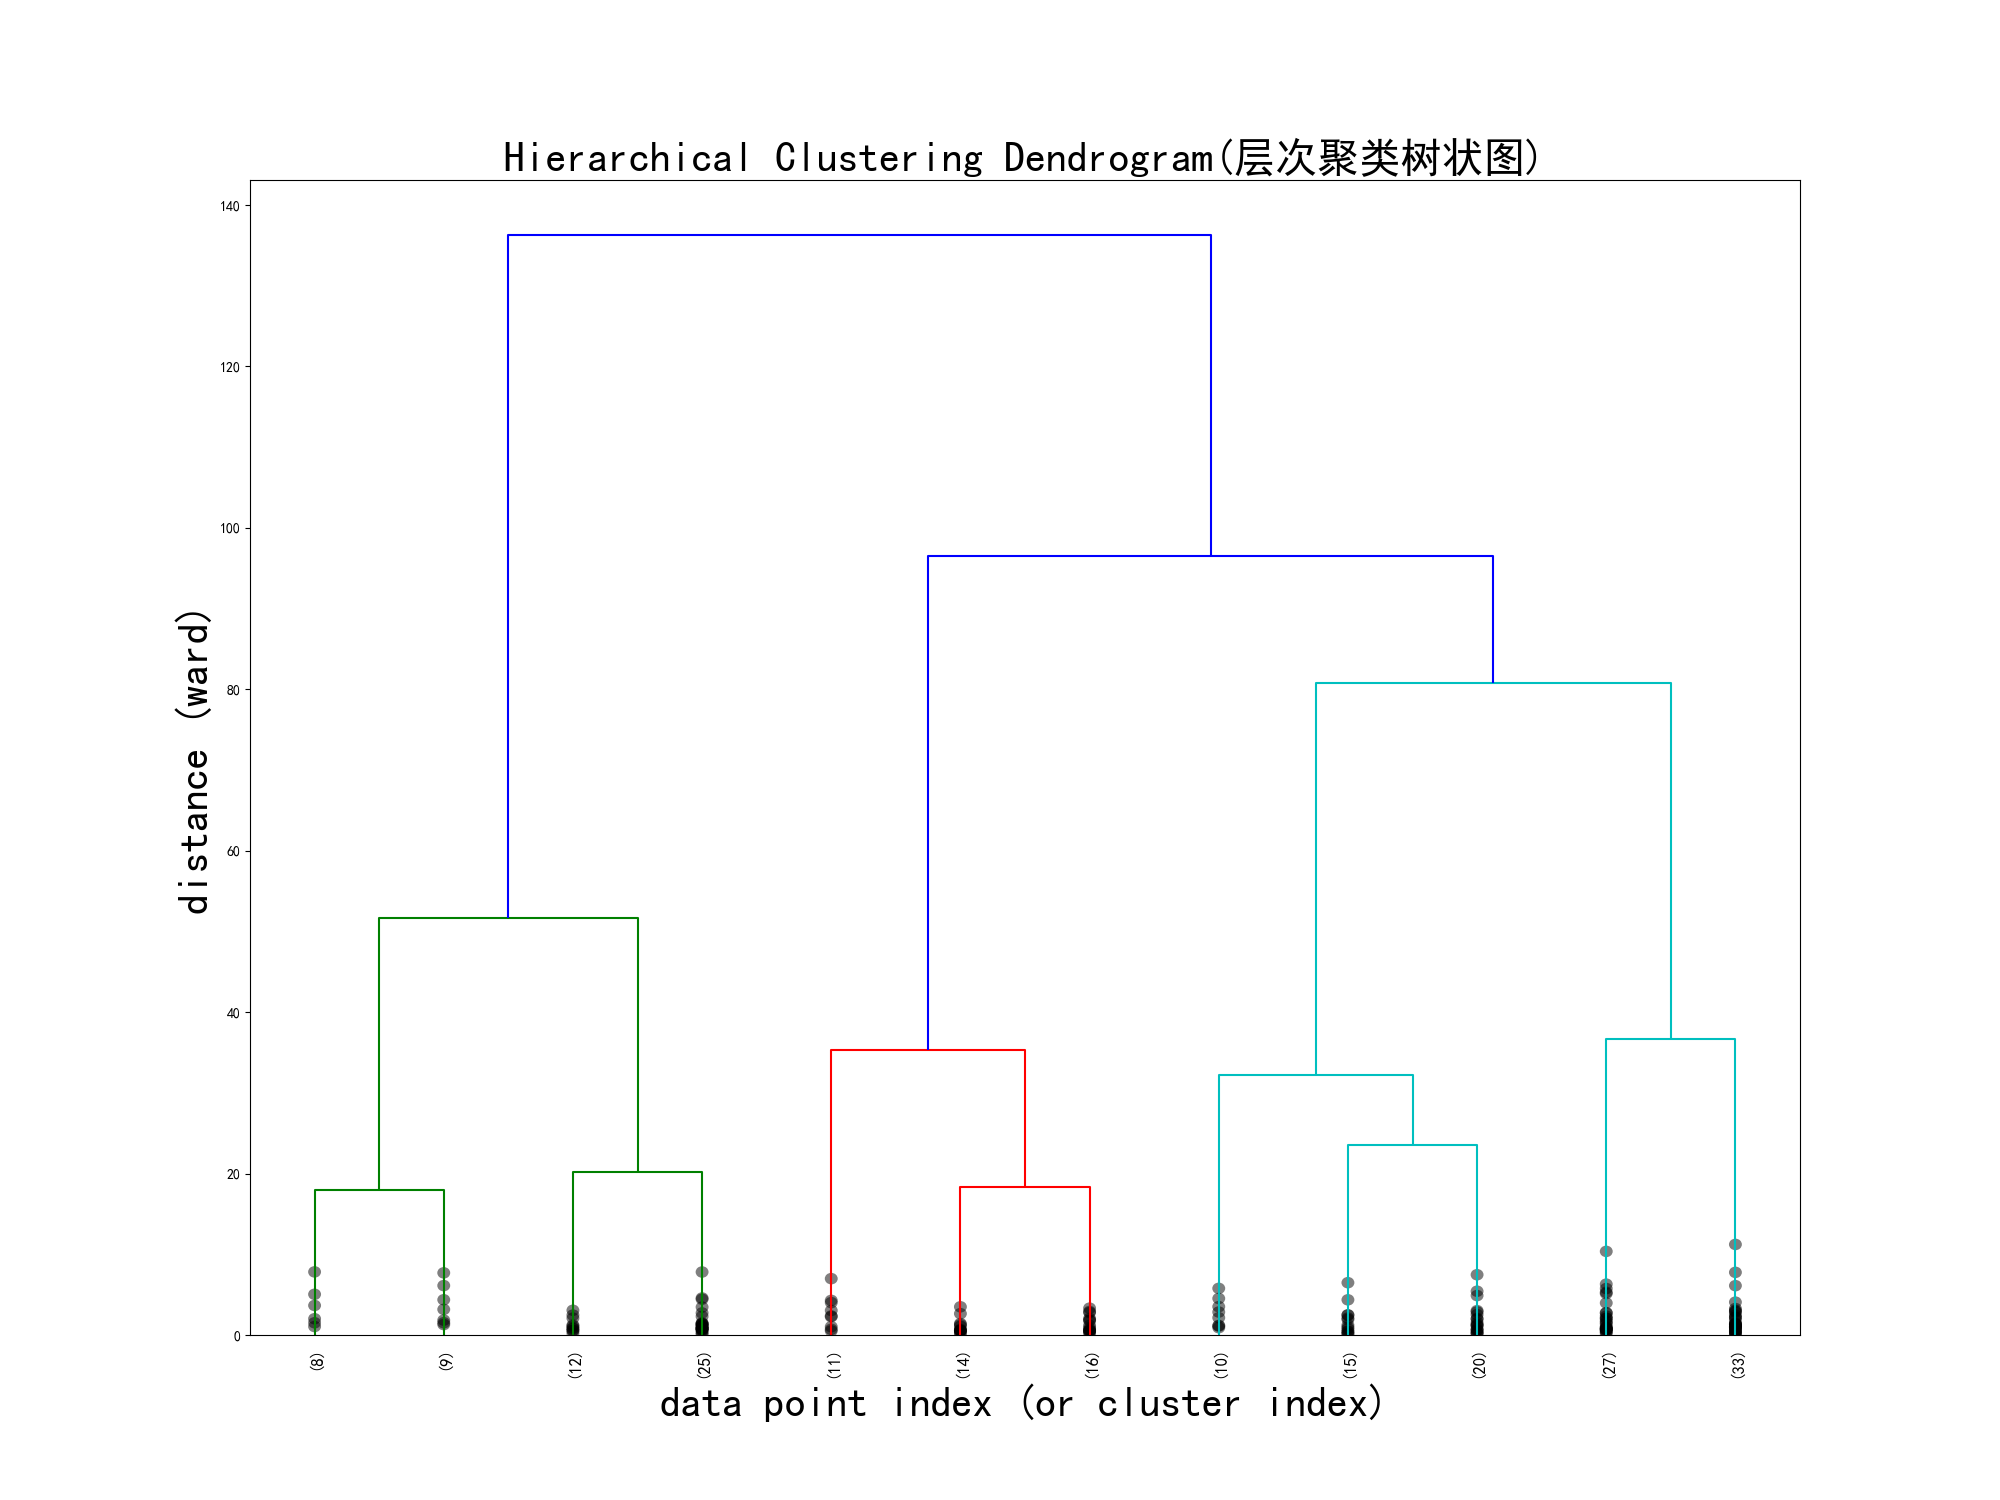 Hierarchical Clustering Dendrogram(层次聚类树状图)
140
120
100
80
60
40
20
0
distance (ward)
(8) (9) (12) (25) (11) (14) (16) (10) (15) (20) (27) (33)
data point index (or cluster index)